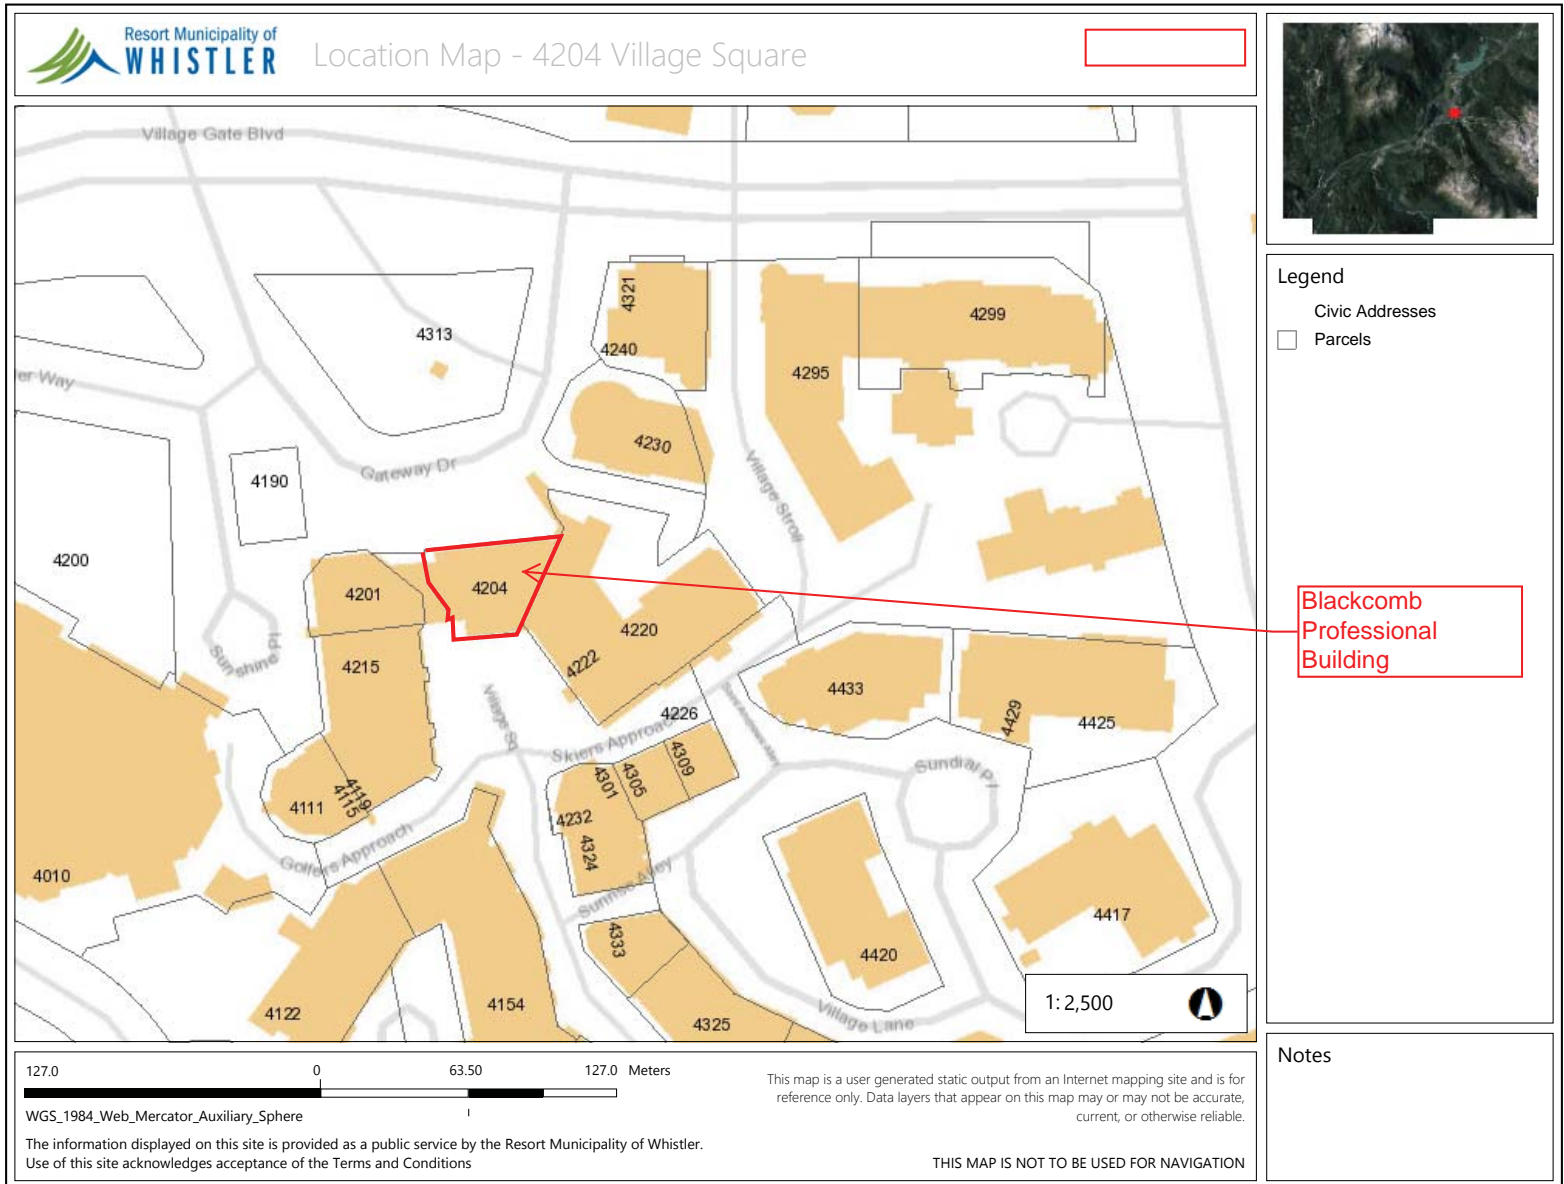 Resort Municipality of
WHISTLER
Location Map - 4204 Village Square
Village Gate Blvd
4321
4240
4313
4299
4295
ler Way
4230
Gateway Dr
4190
Village Stroll
4200
4201
4204
4220
4222
Sunshine Pl
4215
Village Sq
4226
Skiers Approach
4433
4429
4425
4309
4305
4301
Sundial Pl
4119
4115
4111
4232
4324
Golfers Approach
4010
Sunrise Alley
4333
4417
4420
4122
4154
4325
Village Lane
1: 2,500
Legend
Civic Addresses
Parcels
Blackcomb
Professional
Building
Notes
127.0 0 63.50 127.0 Meters
WGS_1984_Web_Mercator_Auxiliary_Sphere
The information displayed on this site is provided as a public service by the Resort Municipality of Whistler.
Use of this site acknowledges acceptance of the Terms and Conditions
This map is a user generated static output from an Internet mapping site and is for
reference only. Data layers that appear on this map may or may not be accurate,
current, or otherwise reliable.
THIS MAP IS NOT TO BE USED FOR NAVIGATION